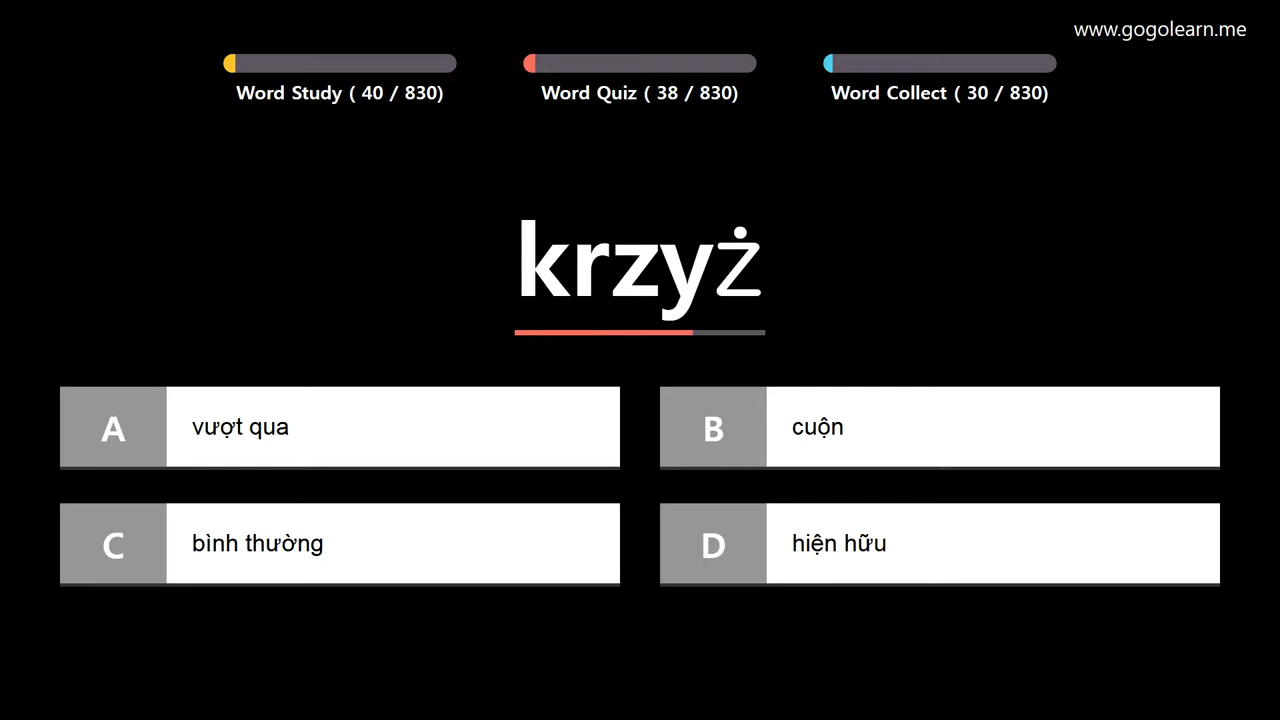 www.gogolearn.me
Word Study ( 40 / 830)
Word Quiz ( 38 / 830)
Word Collect ( 30 / 830)
krzyż
A vượt qua
B cuộn
C bình thường
D hiện hữu